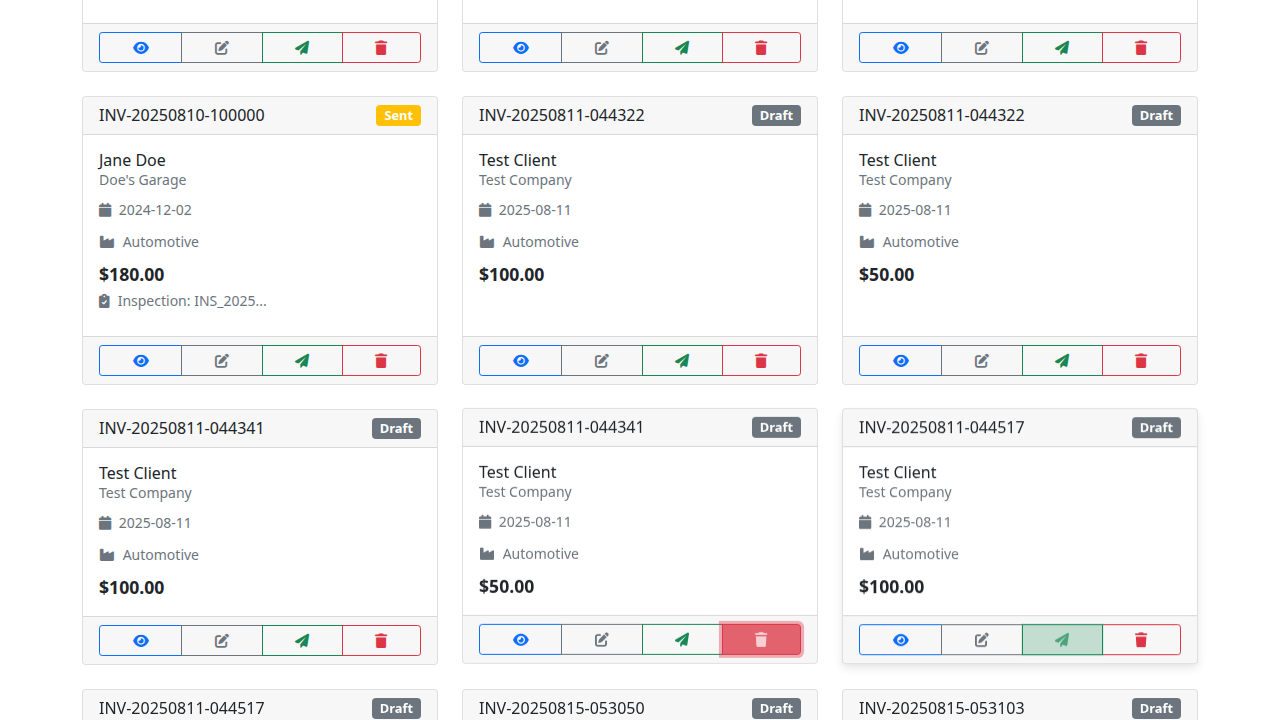 INV-20250810-100000 Sent
Jane Doe
Doe's Garage
2024-12-02
Automotive
$180.00
Inspection: INS_2025...
INV-20250811-044322 Draft
Test Client
Test Company
2025-08-11
Automotive
$100.00
INV-20250811-044322 Draft
Test Client
Test Company
2025-08-11
Automotive
$50.00
INV-20250811-044341 Draft
Test Client
Test Company
2025-08-11
Automotive
$100.00
INV-20250811-044341 Draft
Test Client
Test Company
2025-08-11
Automotive
$50.00
INV-20250811-044517 Draft
Test Client
Test Company
2025-08-11
Automotive
$100.00
INV-20250811-044517 Draft
INV-20250815-053050 Draft
INV-20250815-053103 Draft